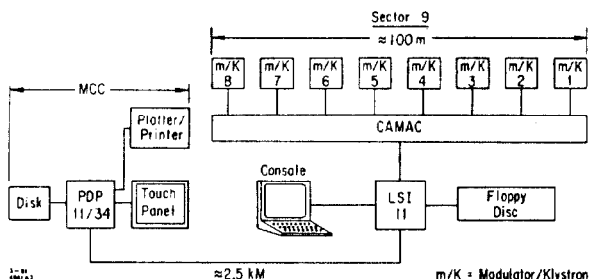 Sector 9
≈100 m
m/K 8
m/K 7
m/K 6
m/K 5
m/K 4
m/K 3
m/K 2
m/K 1
MCC
CAMAC
Plotter/
Printer
Console
Disk
PDP
11/34
Touch
Panel
LSI
11
Floppy
Disc
≈2.5 kM
m/K = Modulator/Klystron